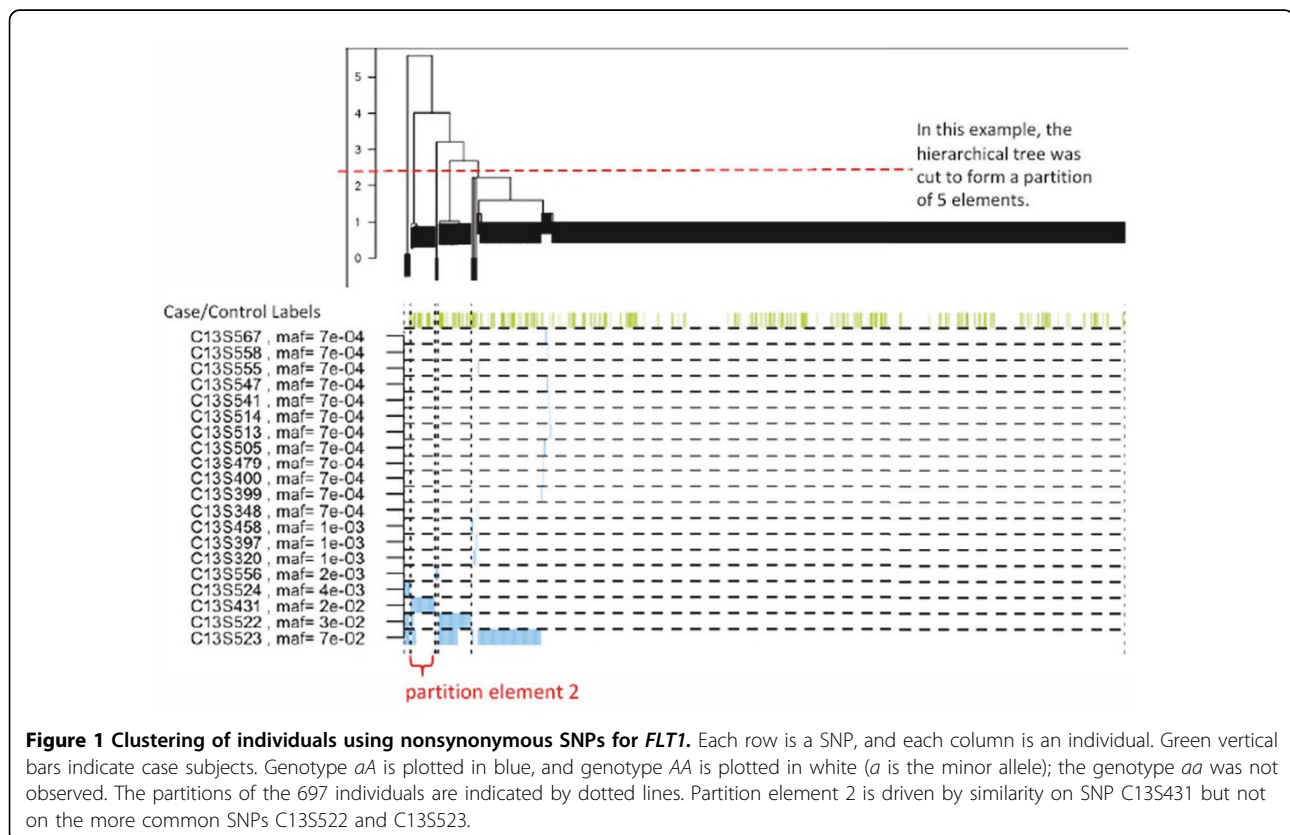 5
4
3
2
1
0
In this example, the
hierarchical tree was
cut to form a partition
of 5 elements.
Case/Control Labels
C13S567 , maf= 7e-04
C13S558 , maf= 7e-04
C13S555 , maf= 7e-04
C13S547 , maf= 7e-04
C13S541 , maf= 7e-04
C13S514 , maf= 7e-04
C13S513 , maf= 7e-04
C13S505 , maf= 7e-04
C13S479 , maf= 7e-04
C13S400 , maf= 7e-04
C13S399 , maf= 7e-04
C13S348 , maf= 7e-04
C13S458 , maf= 1e-03
C13S397 , maf= 1e-03
C13S320 , maf= 1e-03
C13S556 , maf= 2e-03
C13S524 , maf= 4e-03
C13S431 , maf= 2e-02
C13S522 , maf= 3e-02
C13S523 , maf= 7e-02
partition element 2
Figure 1 Clustering of individuals using nonsynonymous SNPs for FLT1. Each row is a SNP, and each column is an individual. Green vertical
bars indicate case subjects. Genotype aA is plotted in blue, and genotype AA is plotted in white (a is the minor allele); the genotype aa was not
observed. The partitions of the 697 individuals are indicated by dotted lines. Partition element 2 is driven by similarity on SNP C13S431 but not
on the more common SNPs C13S522 and C13S523.